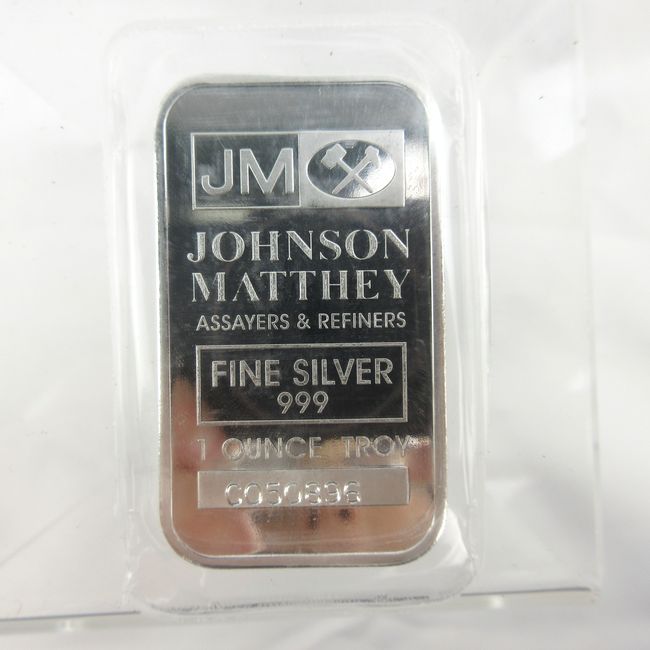 JM
JOHNSON
MATTHEY
ASSAYERS & REFINERS
FINE SILVER
999
1 OUNCE TROY
C050896